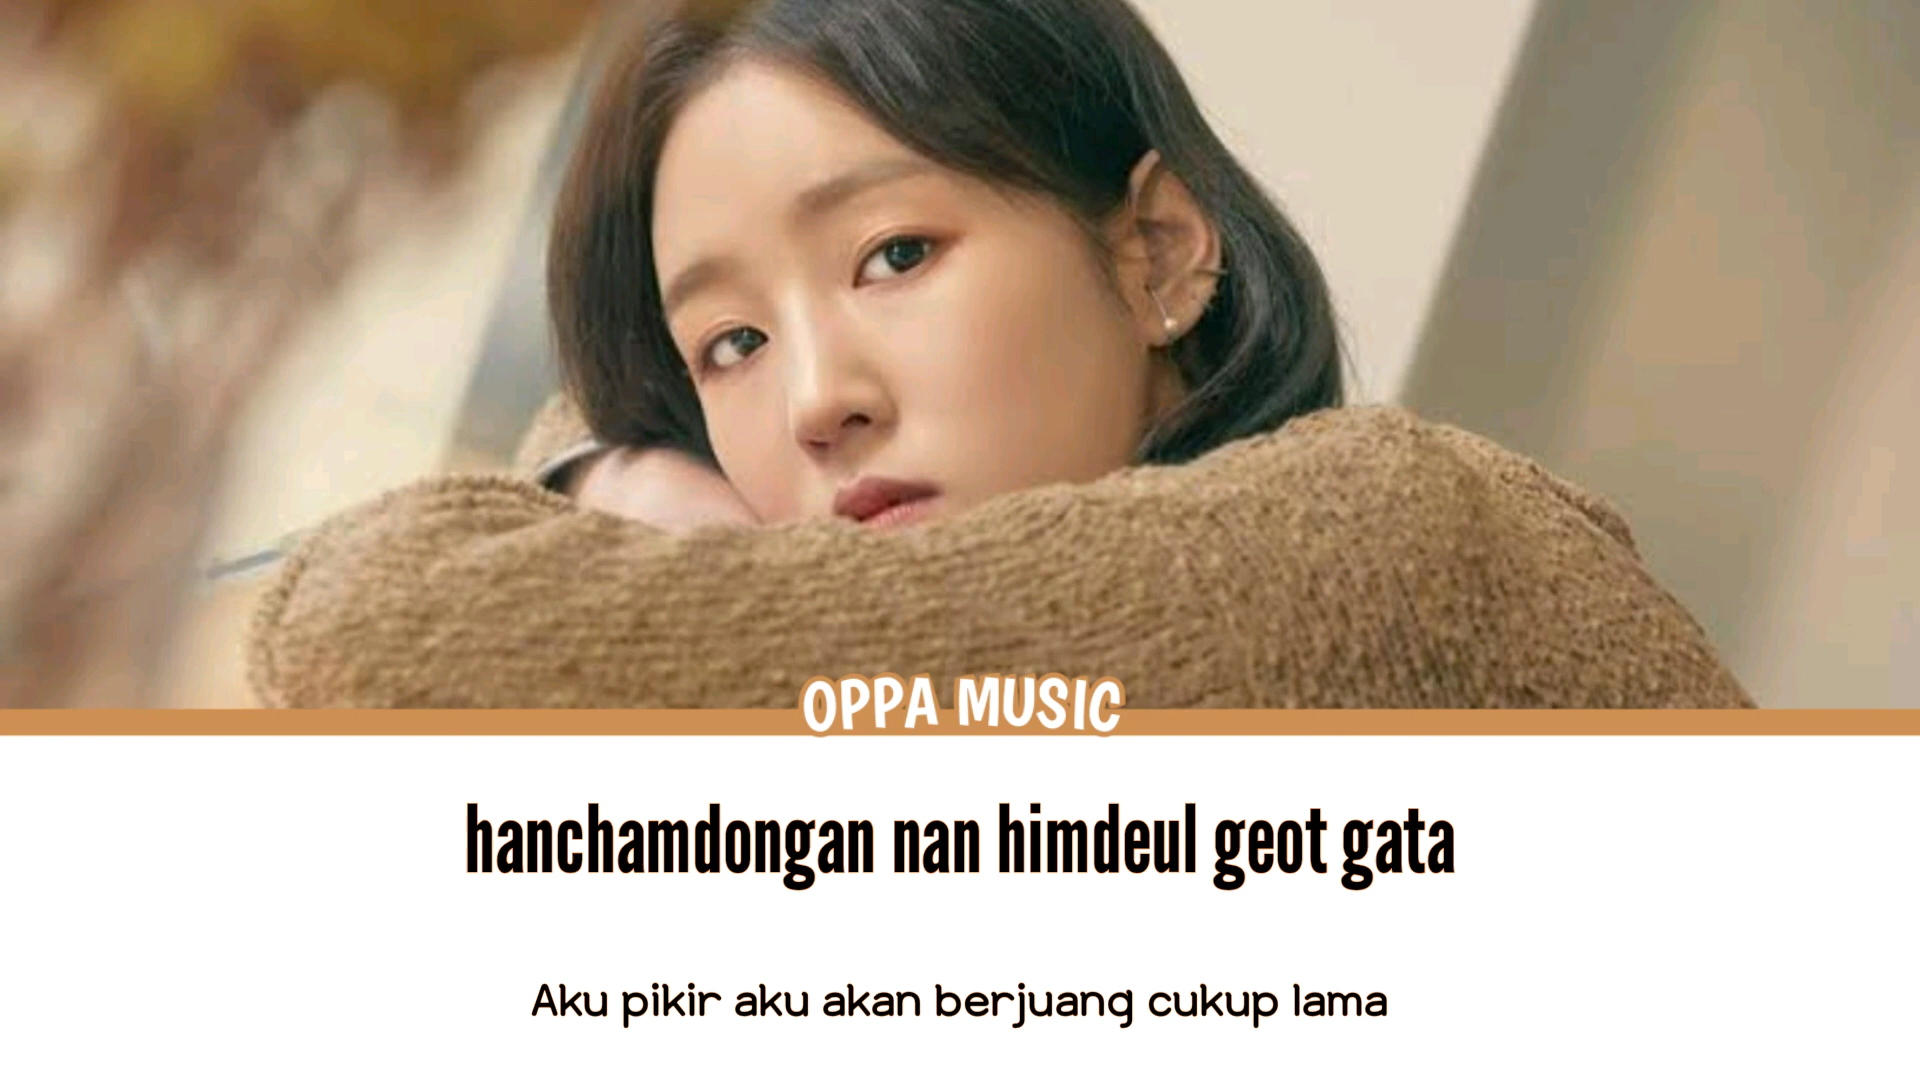 OPPA MUSIC
hanchamdongan nan himdeul geot gata
Aku pikir aku akan berjuang cukup lama